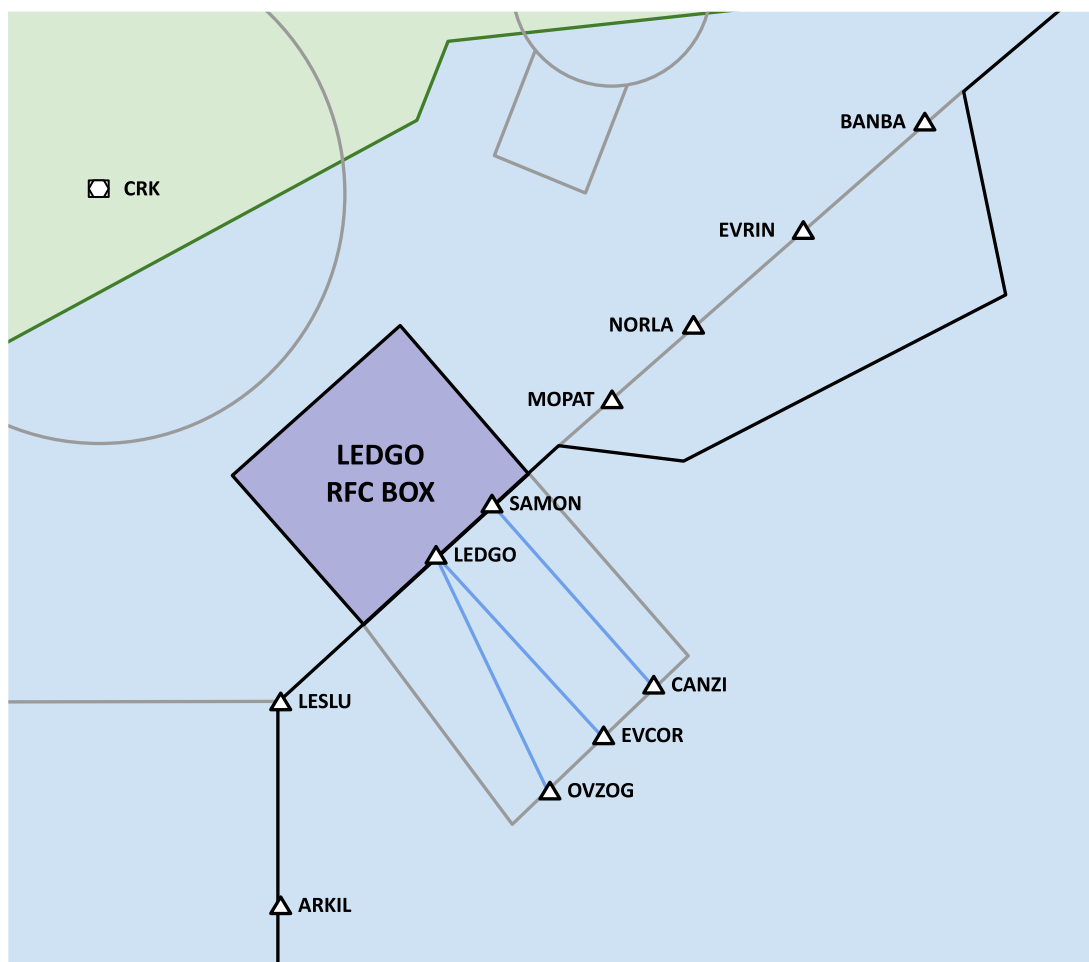 BANBA
CRK
EVRIN
NORLA
MOPAT
LEDGO
RFC BOX
SAMON
LEDGO
CANZI
LESLU
EVCOR
OVZOG
ARKIL